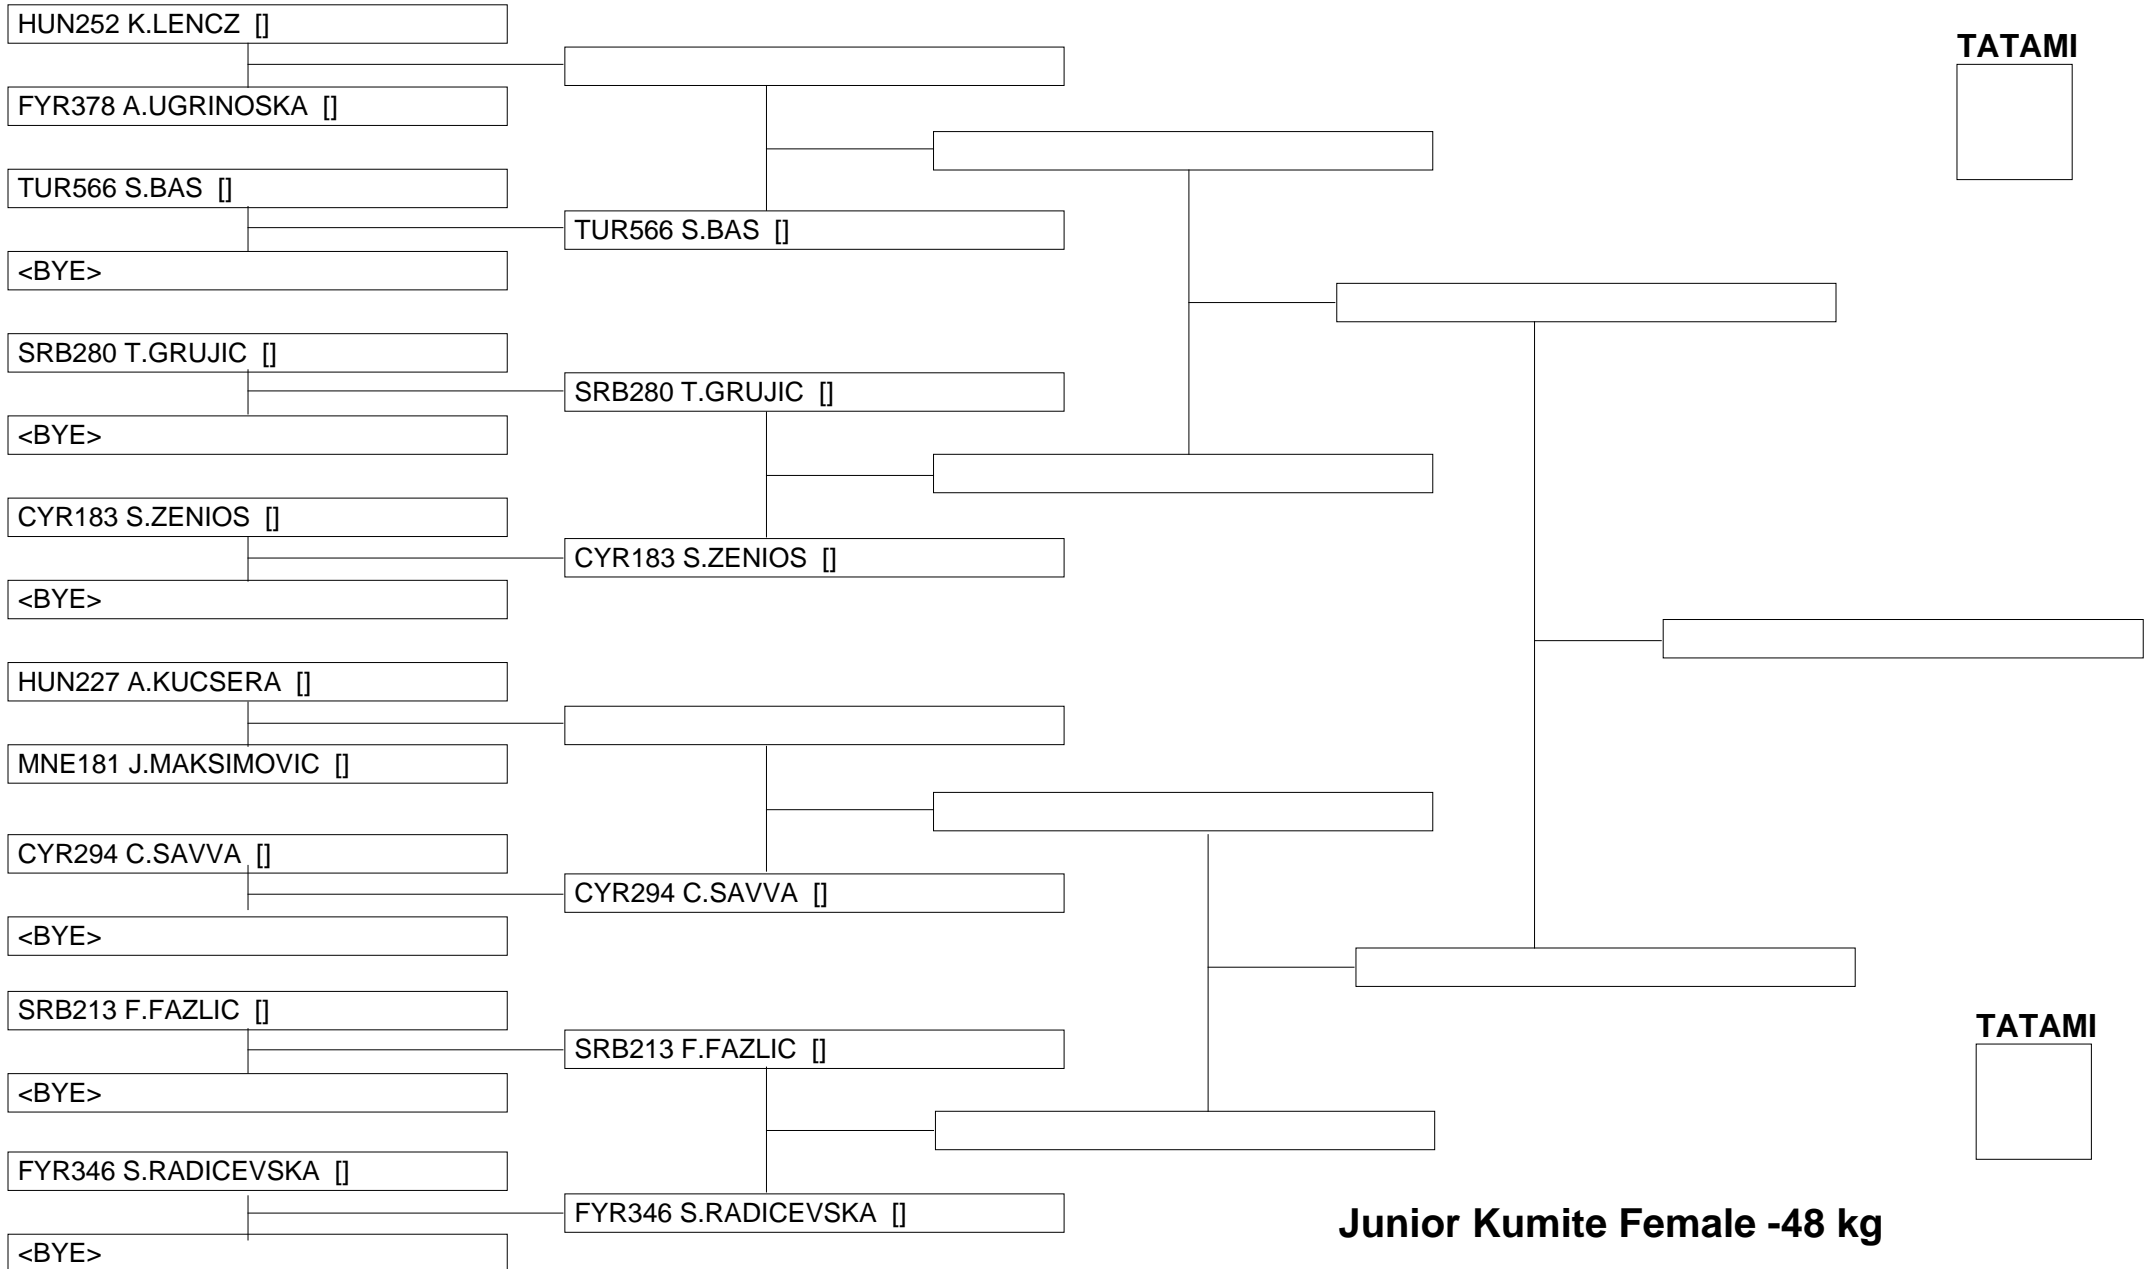 HUN252 K.LENCZ []
TATAMI
FYR378 A.UGRINOSKA []
TUR566 S.BAS []
TUR566 S.BAS []
<BYE>
SRB280 T.GRUJIC []
SRB280 T.GRUJIC []
<BYE>
CYR183 S.ZENIOS []
CYR183 S.ZENIOS []
<BYE>
HUN227 A.KUCSERA []
MNE181 J.MAKSIMOVIC []
CYR294 C.SAVVA []
CYR294 C.SAVVA []
<BYE>
SRB213 F.FAZLIC []
TATAMI
SRB213 F.FAZLIC []
<BYE>
FYR346 S.RADICEVSKA []
FYR346 S.RADICEVSKA []
Junior Kumite Female -48 kg
<BYE>